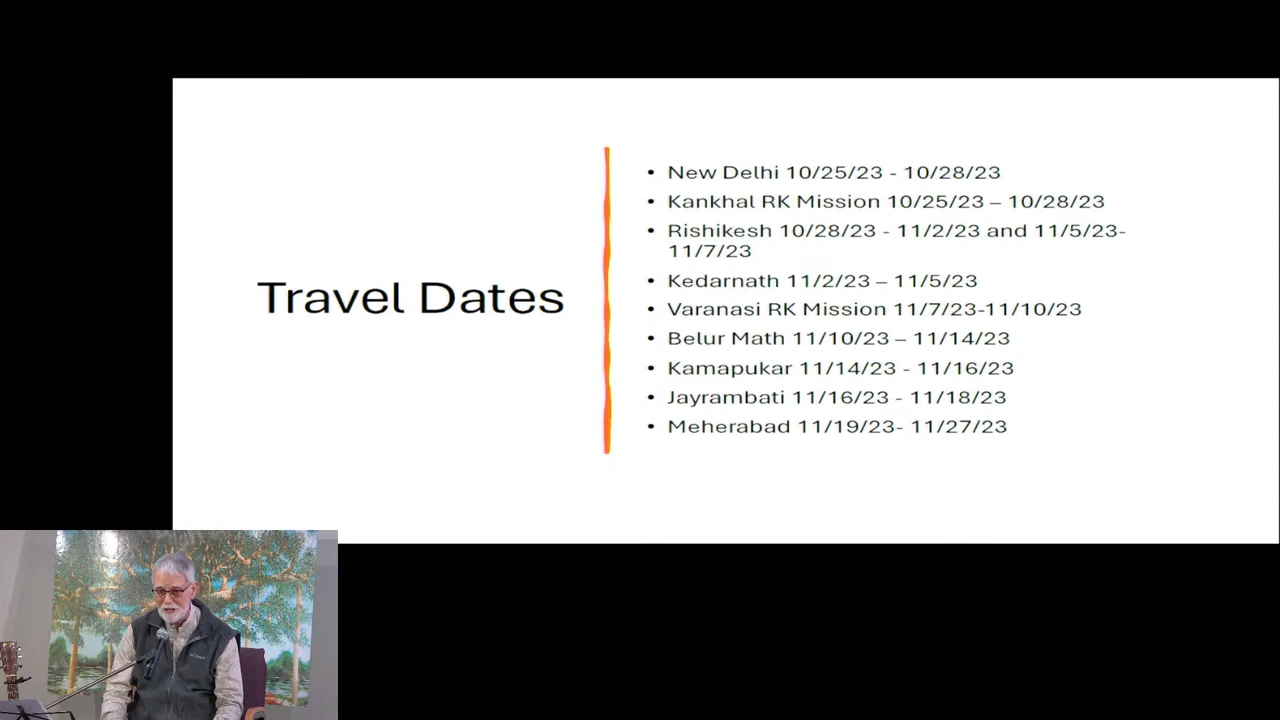 Travel Dates
• New Delhi 10/25/23 - 10/28/23
• Kankhal RK Mission 10/25/23 – 10/28/23
• Rishikesh 10/28/23 - 11/2/23 and 11/5/23-
11/7/23
• Kedarnath 11/2/23 – 11/5/23
• Varanasi RK Mission 11/7/23-11/10/23
• Belur Math 11/10/23 – 11/14/23
• Kamapukar 11/14/23 - 11/16/23
• Jayrambati 11/16/23 - 11/18/23
• Meherabad 11/19/23- 11/27/23